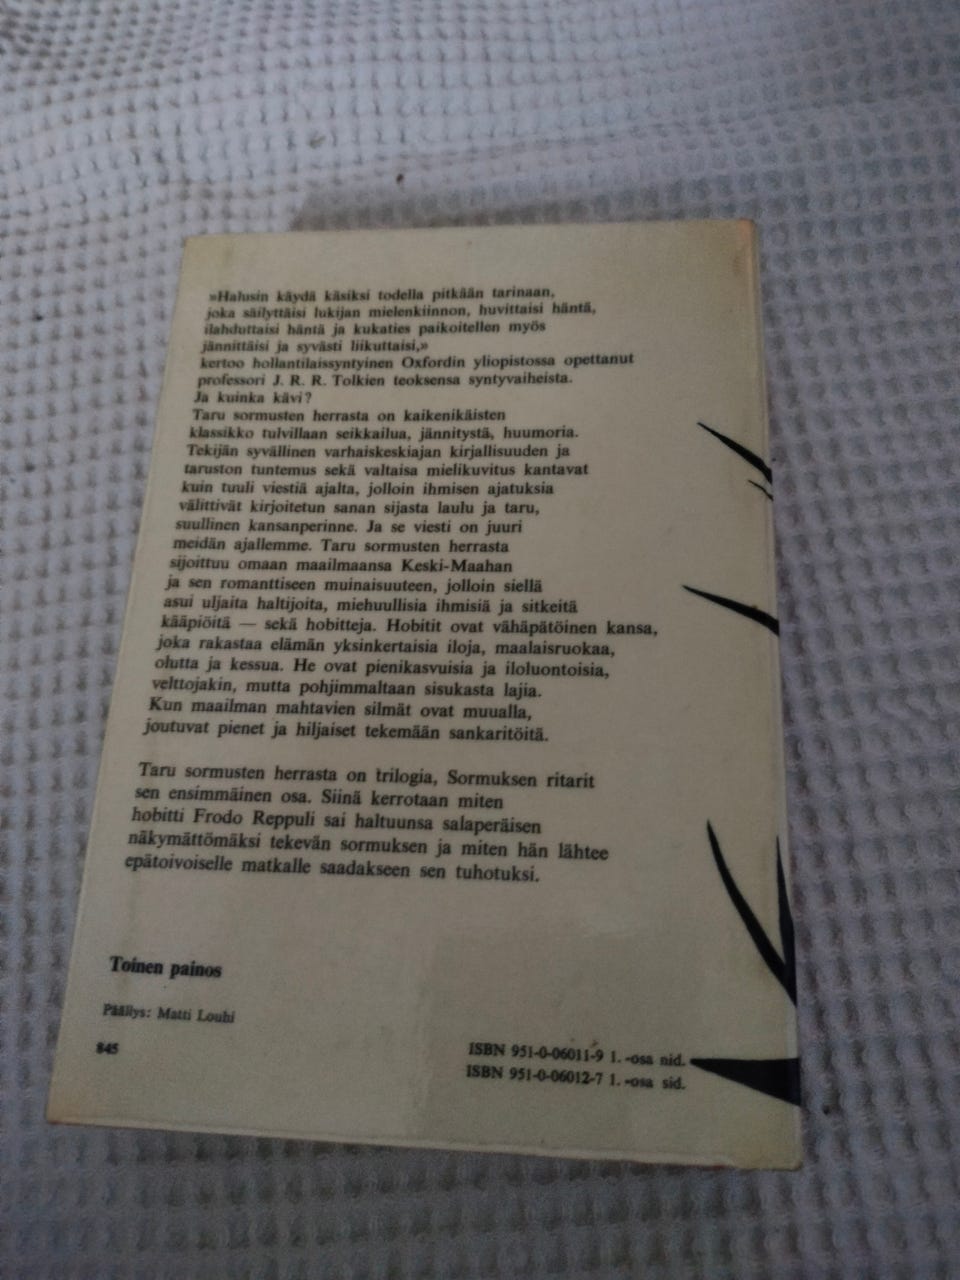 »Halusin käydä käsiksi todella pitkään tarinaan,
joka säilyttäisi lukijan mielenkiinnon, huvittaisi häntä,
ilahduttaisi häntä ja kukaties paikoitellen myös
jännittäisi ja syvästi liikuttaisi,»
kertoo hollantilaissyntyinen Oxfordin yliopistossa opettanut
professori J. R. R. Tolkien teoksensa syntyvaiheista.
Ja kuinka kävi?
Taru sormusten herrasta on kaikenikäisten
klassikko tulvillaan seikkailua, jännitystä, huumoria.
Tekijän syvällinen varhaiskeskiajan kirjallisuuden ja
taruston tuntemus sekä valtaisa mielikuvitus kantavat
kuin tuuli viestiä ajalta, jolloin ihmisen ajatuksia
välittivät kirjoitetun sanan sijasta laulu ja taru,
suullinen kansanperinne. Ja se viesti on juuri
meidän ajallemme. Taru sormusten herrasta
sijoittuu omaan maailmaansa Keski-Maahan
ja sen romanttiseen muinaisuuteen, jolloin siellä
asui uljaita haltijoita, miehuullisia ihmisiä ja sitkeitä
kääpiöitä — sekä hobitteja. Hobitit ovat vähäpätöinen kansa,
joka rakastaa elämän yksinkertaisia iloja, maalaisruokaa,
olutta ja kessua. He ovat pienikasvuisia ja iloluontoisia,
velttojakin, mutta pohjimmaltaan sisukasta lajia.
Kun maailman mahtavien silmät ovat muualla,
joutuvat pienet ja hiljaiset tekemään sankaritöitä.
Taru sormusten herrasta on trilogia, Sormuksen ritarit
sen ensimmäinen osa. Siinä kerrotaan miten
hobitti Frodo Reppuli sai haltuunsa salaperäisen
näkymättömäksi tekevän sormuksen ja miten hän lähtee
epätoivoiselle matkalle saadakseen sen tuhotuksi.
Toinen painos
Päällys: Matti Louhi
845
ISBN 951-0-06011-9 1. -osa nid.
ISBN 951-0-06012-7 1. -osa sid.